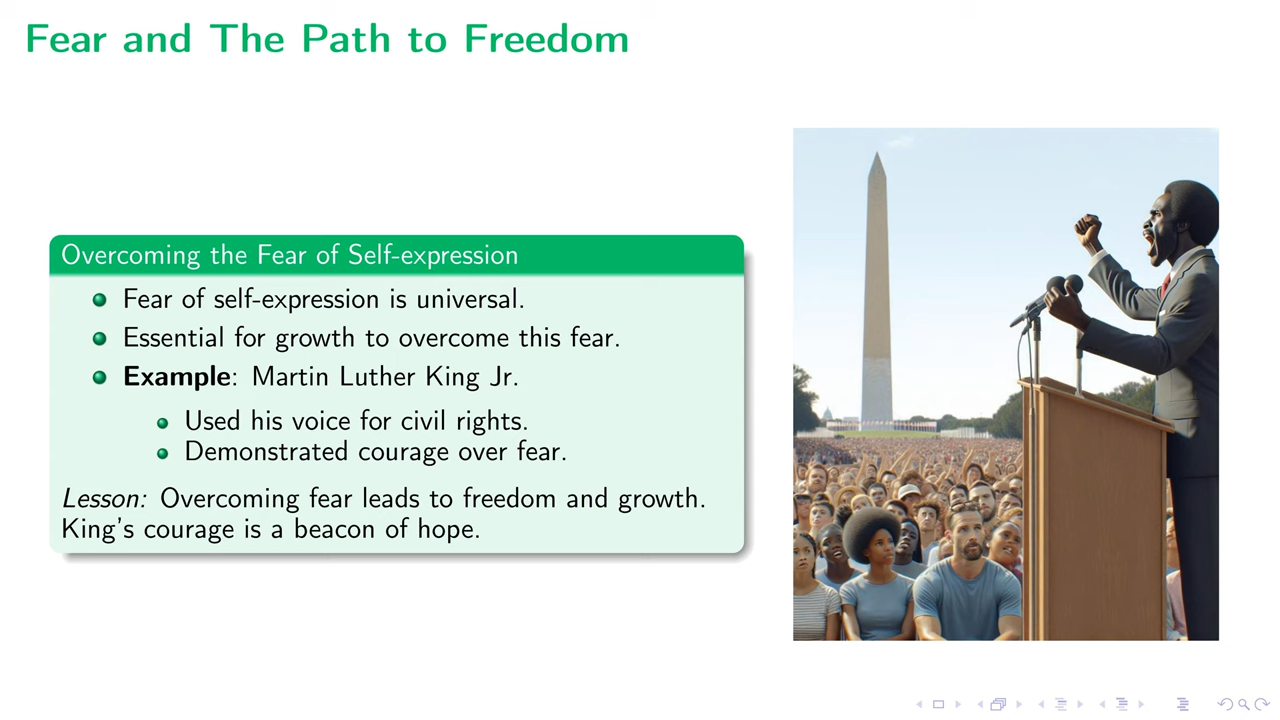 Fear and The Path to Freedom
Overcoming the Fear of Self-expression
Fear of self-expression is universal.
Essential for growth to overcome this fear.
Example: Martin Luther King Jr.
Used his voice for civil rights.
Demonstrated courage over fear.
Lesson: Overcoming fear leads to freedom and growth.
King's courage is a beacon of hope.